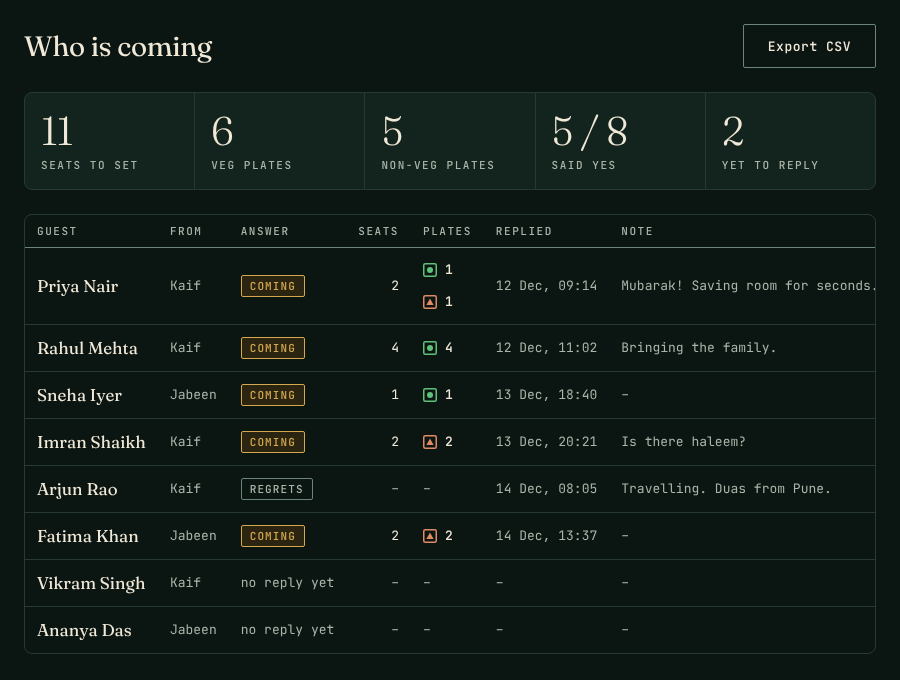 Who is coming
Export CSV
11
SEATS TO SET
6
VEG PLATES
5
NON-VEG PLATES
5/8
SAID YES
2
YET TO REPLY
GUEST FROM ANSWER SEATS PLATES REPLIED NOTE
Priya Nair Kaif COMING 2 1 1 12 Dec, 09:14 Mubarak! Saving room for seconds.
Rahul Mehta Kaif COMING 4 4 12 Dec, 11:02 Bringing the family.
Sneha Iyer Jabeen COMING 1 1 13 Dec, 18:40 –
Imran Shaikh Kaif COMING 2 2 13 Dec, 20:21 Is there haleem?
Arjun Rao Kaif REGRETS – – 14 Dec, 08:05 Travelling. Duas from Pune.
Fatima Khan Jabeen COMING 2 2 14 Dec, 13:37 –
Vikram Singh Kaif no reply yet – – – –
Ananya Das Jabeen no reply yet – – – –